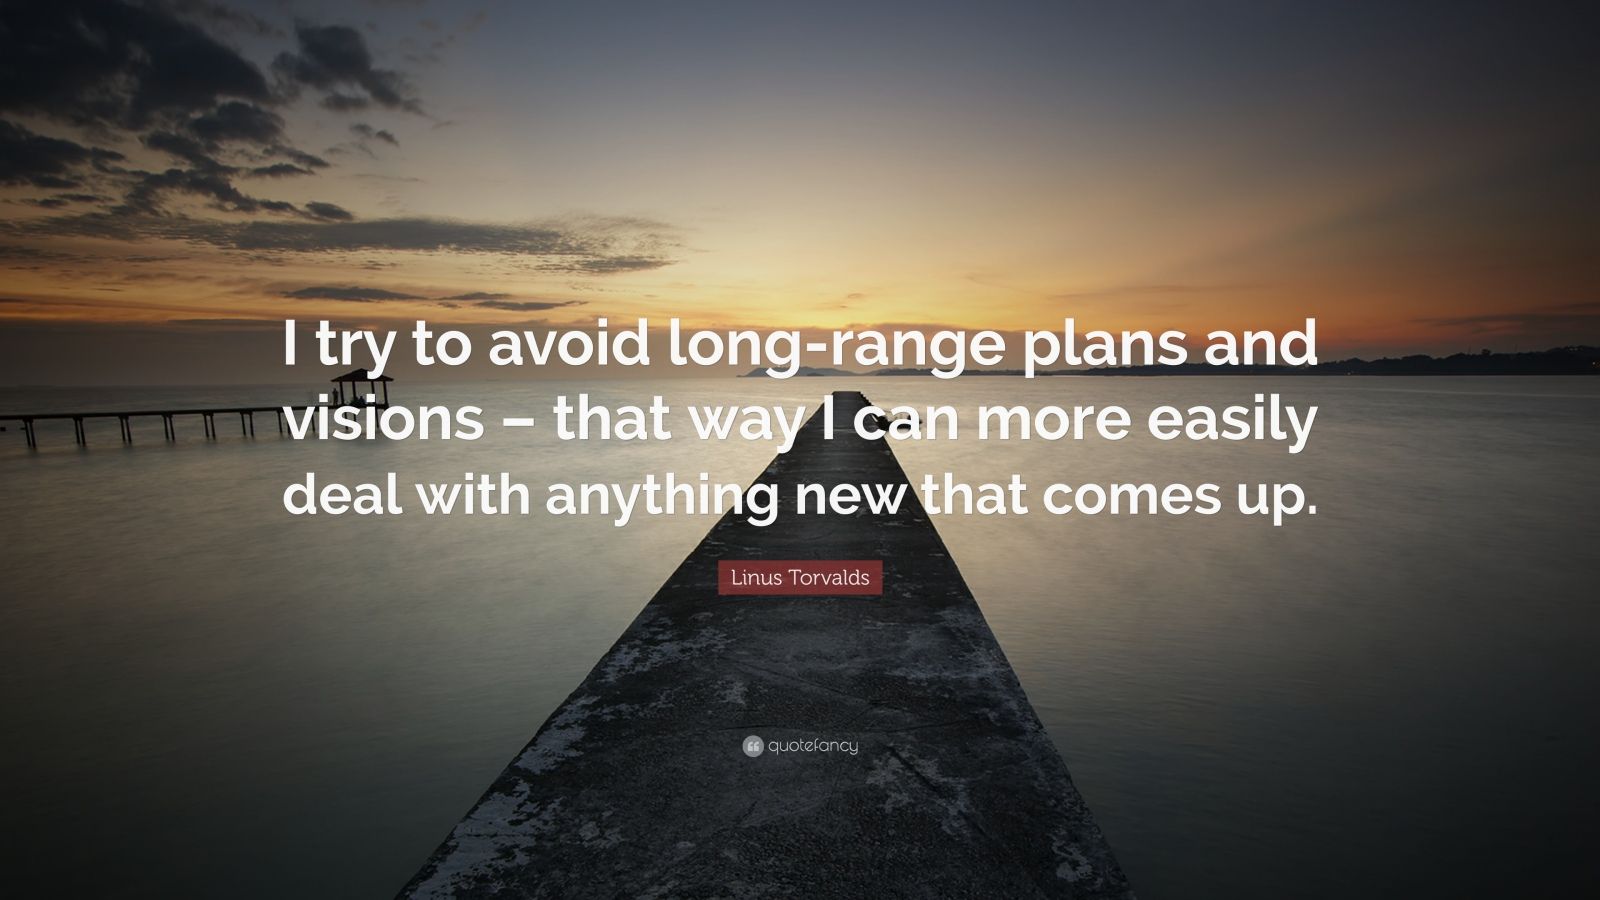 I try to avoid long-range plans and
visions – that way I can more easily
deal with anything new that comes up.
Linus Torvalds
quotefancy